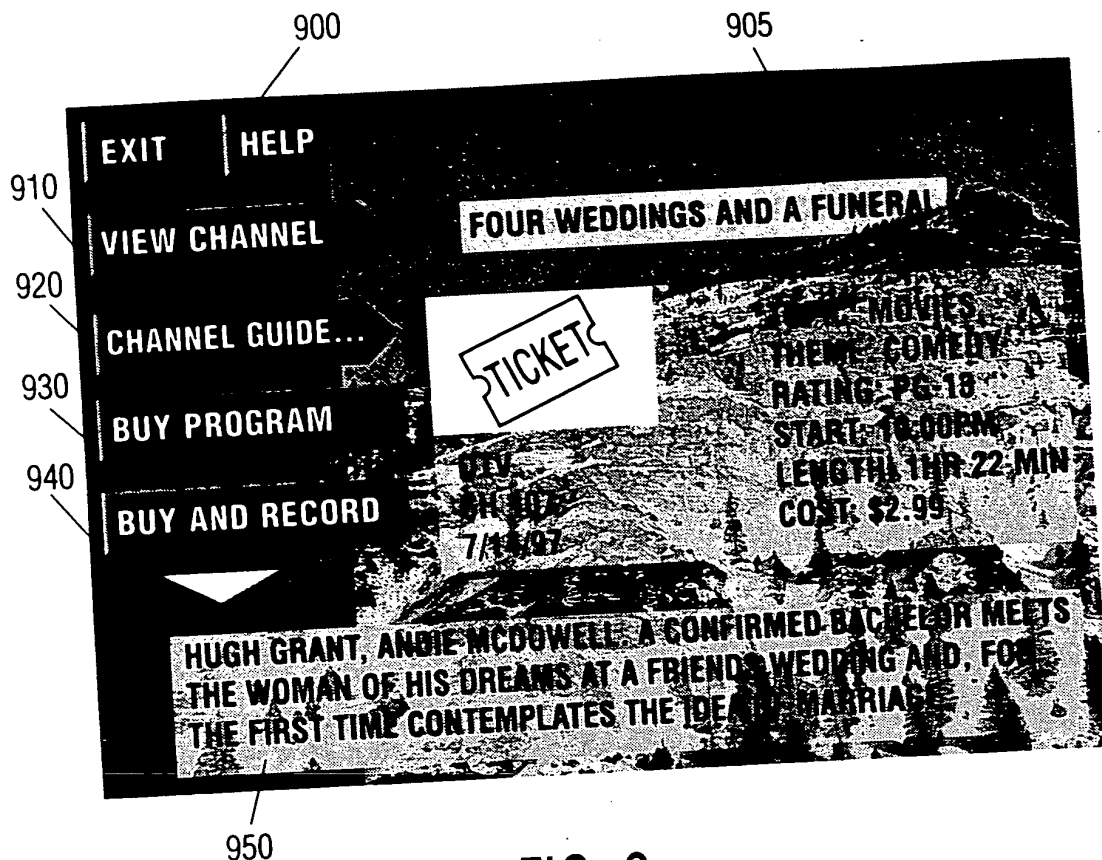 900
905
EXIT HELP
910
VIEW CHANNEL
FOUR WEDDINGS AND A FUNERAL
920
CHANNEL GUIDE...
TICKET
MOVIES
THEME: COMEDY
RATING: PG-13
START: 10:00PM
LENGTH: 1HR 22 MIN
COST: $2.99
930
BUY PROGRAM
940
BUY AND RECORD
HUGH GRANT, ANDIE MCDOWELL. A CONFIRMED BACHELOR MEETS
THE WOMAN OF HIS DREAMS AT A FRIENDS WEDDING AND, FOR
THE FIRST TIME CONTEMPLATES THE IDEA MARRIAGE
950